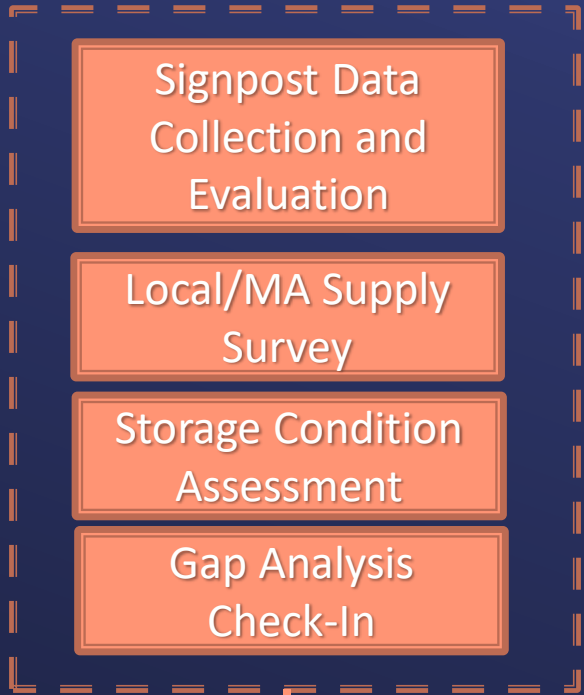 Signpost Data
Collection and
Evaluation
Local/MA Supply
Survey
Storage Condition
Assessment
Gap Analysis
Check-In